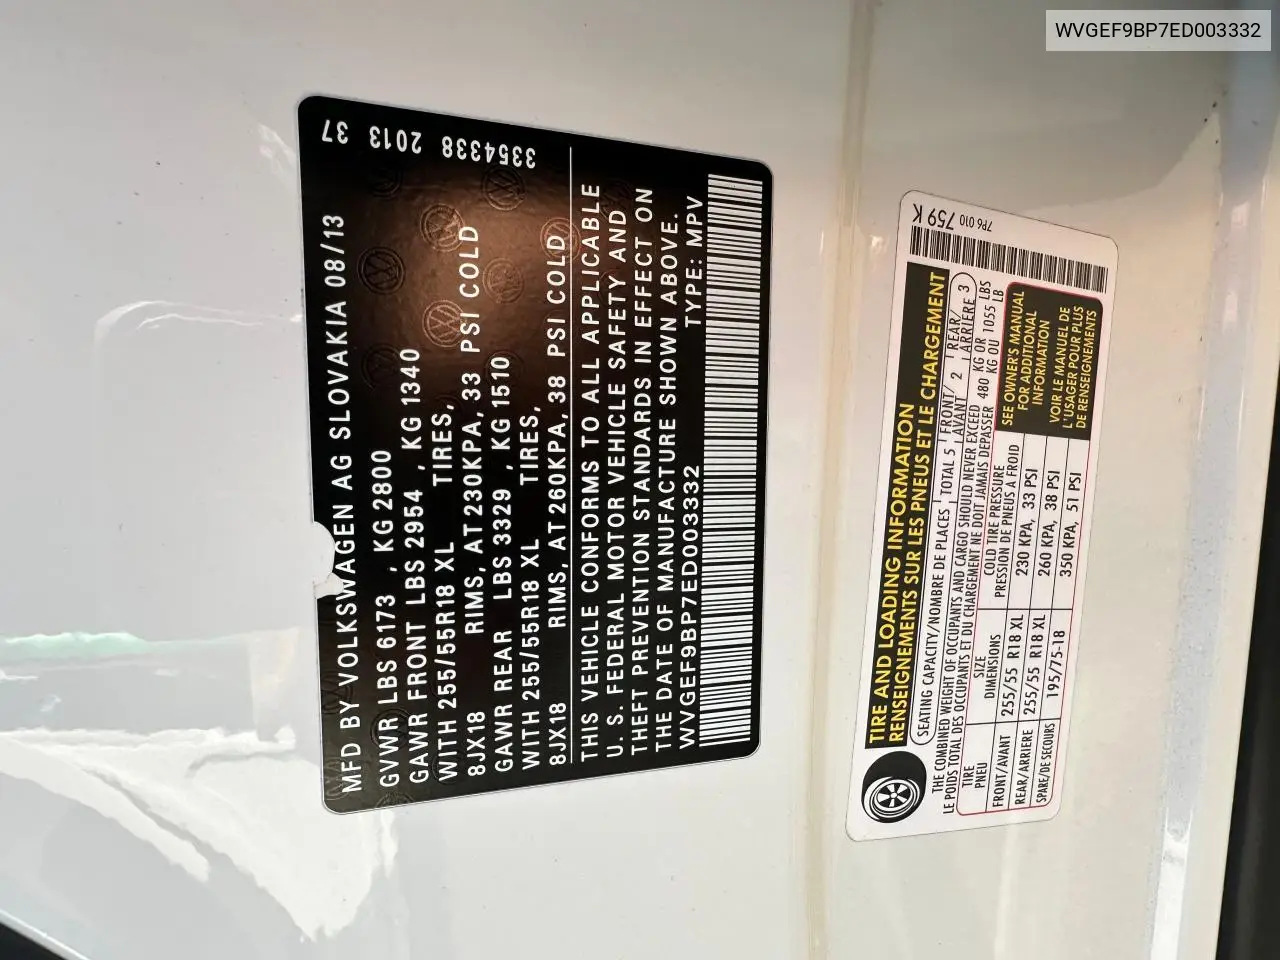 WVGEF9BP7ED003332
37 2013 3354338
MFD BY VOLKSWAGEN AG SLOVAKIA 08/13
GVWR LBS 6173 , KG 2800
GAWR FRONT LBS 2954 , KG 1340
WITH 255/55R18 XL TIRES,
8JX18 RIMS, AT 230KPA, 33 PSI COLD
GAWR REAR LBS 3329 , KG 1510
WITH 255/55R18 XL TIRES,
8JX18 RIMS, AT 260KPA, 38 PSI COLD
THIS VEHICLE CONFORMS TO ALL APPLICABLE
U. S. FEDERAL MOTOR VEHICLE SAFETY AND
THEFT PREVENTION STANDARDS IN EFFECT ON
THE DATE OF MANUFACTURE SHOWN ABOVE.
WVGEF9BP7ED003332 TYPE: MPV
7P6 010 759 K
TIRE AND LOADING INFORMATION
RENSEIGNEMENTS SUR LES PNEUS ET LE CHARGEMENT
SEATING CAPACITY/NOMBRE DE PLACES TOTAL 5 FRONT/AVANT 2 REAR/ARRIERE 3
THE COMBINED WEIGHT OF OCCUPANTS AND CARGO SHOULD NEVER EXCEED 480 KG OR 1055 LBS
LE POIDS TOTAL DES OCCUPANTS ET DU CHARGEMENT NE DOIT JAMAIS DEPASSER KG OU LB
TIRE SIZE COLD TIRE PRESSURE
PNEU DIMENSIONS PRESSION DE PNEUS A FROID
FRONT/AVANT 255/55 R18 XL 230 KPA, 33 PSI
REAR/ARRIERE 255/55 R18 XL 260 KPA, 38 PSI
SPARE/DE SECOURS 195/75-18 350 KPA, 51 PSI
SEE OWNER'S MANUAL
FOR ADDITIONAL
INFORMATION
VOIR LE MANUEL DE
L'USAGER POUR PLUS
DE RENSEIGNEMENTS